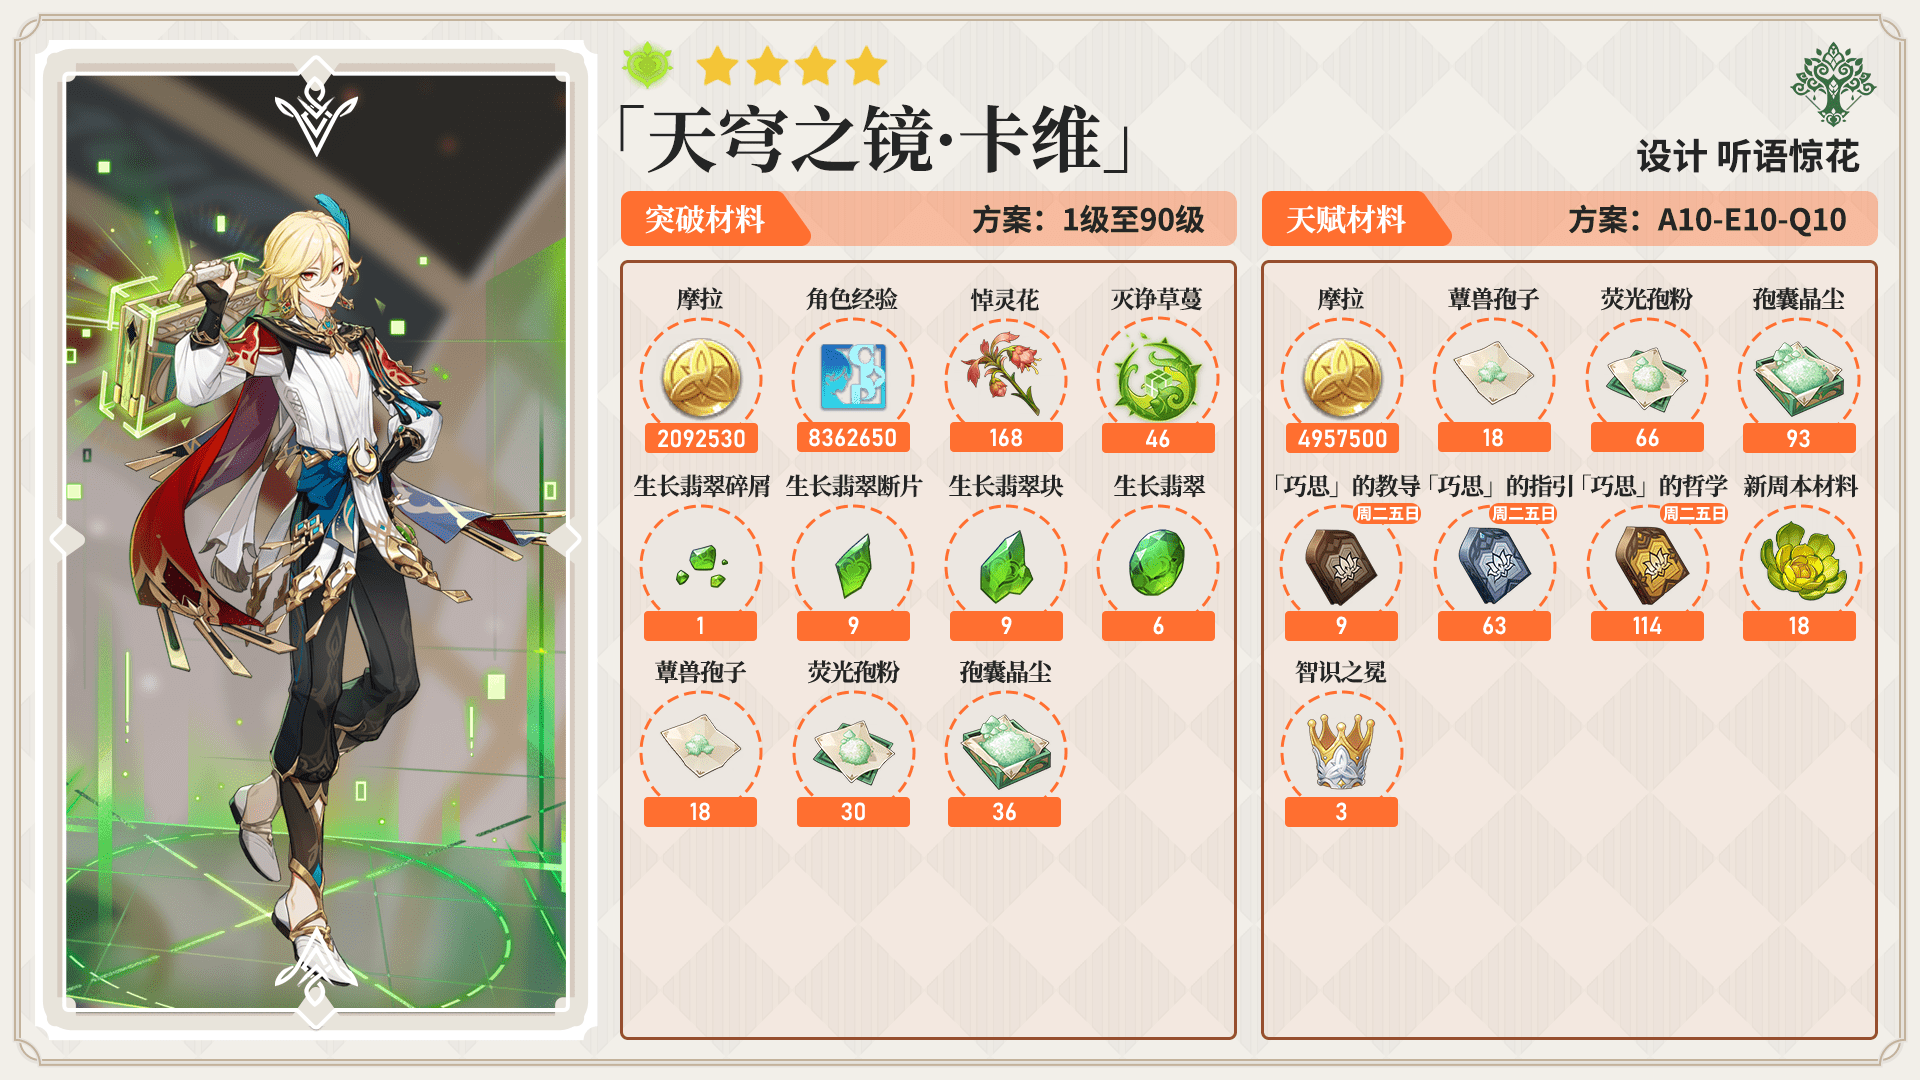 「天穹之镜·卡维」
设计 听语惊花
突破材料 方案：1级至90级
摩拉 角色经验 悼灵花 灭诤草蔓
2092530 8362650 168 46
生长翡翠碎屑 生长翡翠断片 生长翡翠块 生长翡翠
1 9 9 6
蕈兽孢子 荧光孢粉 孢囊晶尘
18 30 36
天赋材料 方案：A10-E10-Q10
摩拉 蕈兽孢子 荧光孢粉 孢囊晶尘
4957500 18 66 93
「巧思」的教导 「巧思」的指引 「巧思」的哲学 新周本材料
周二五日 周二五日 周二五日
9 63 114 18
智识之冕
3